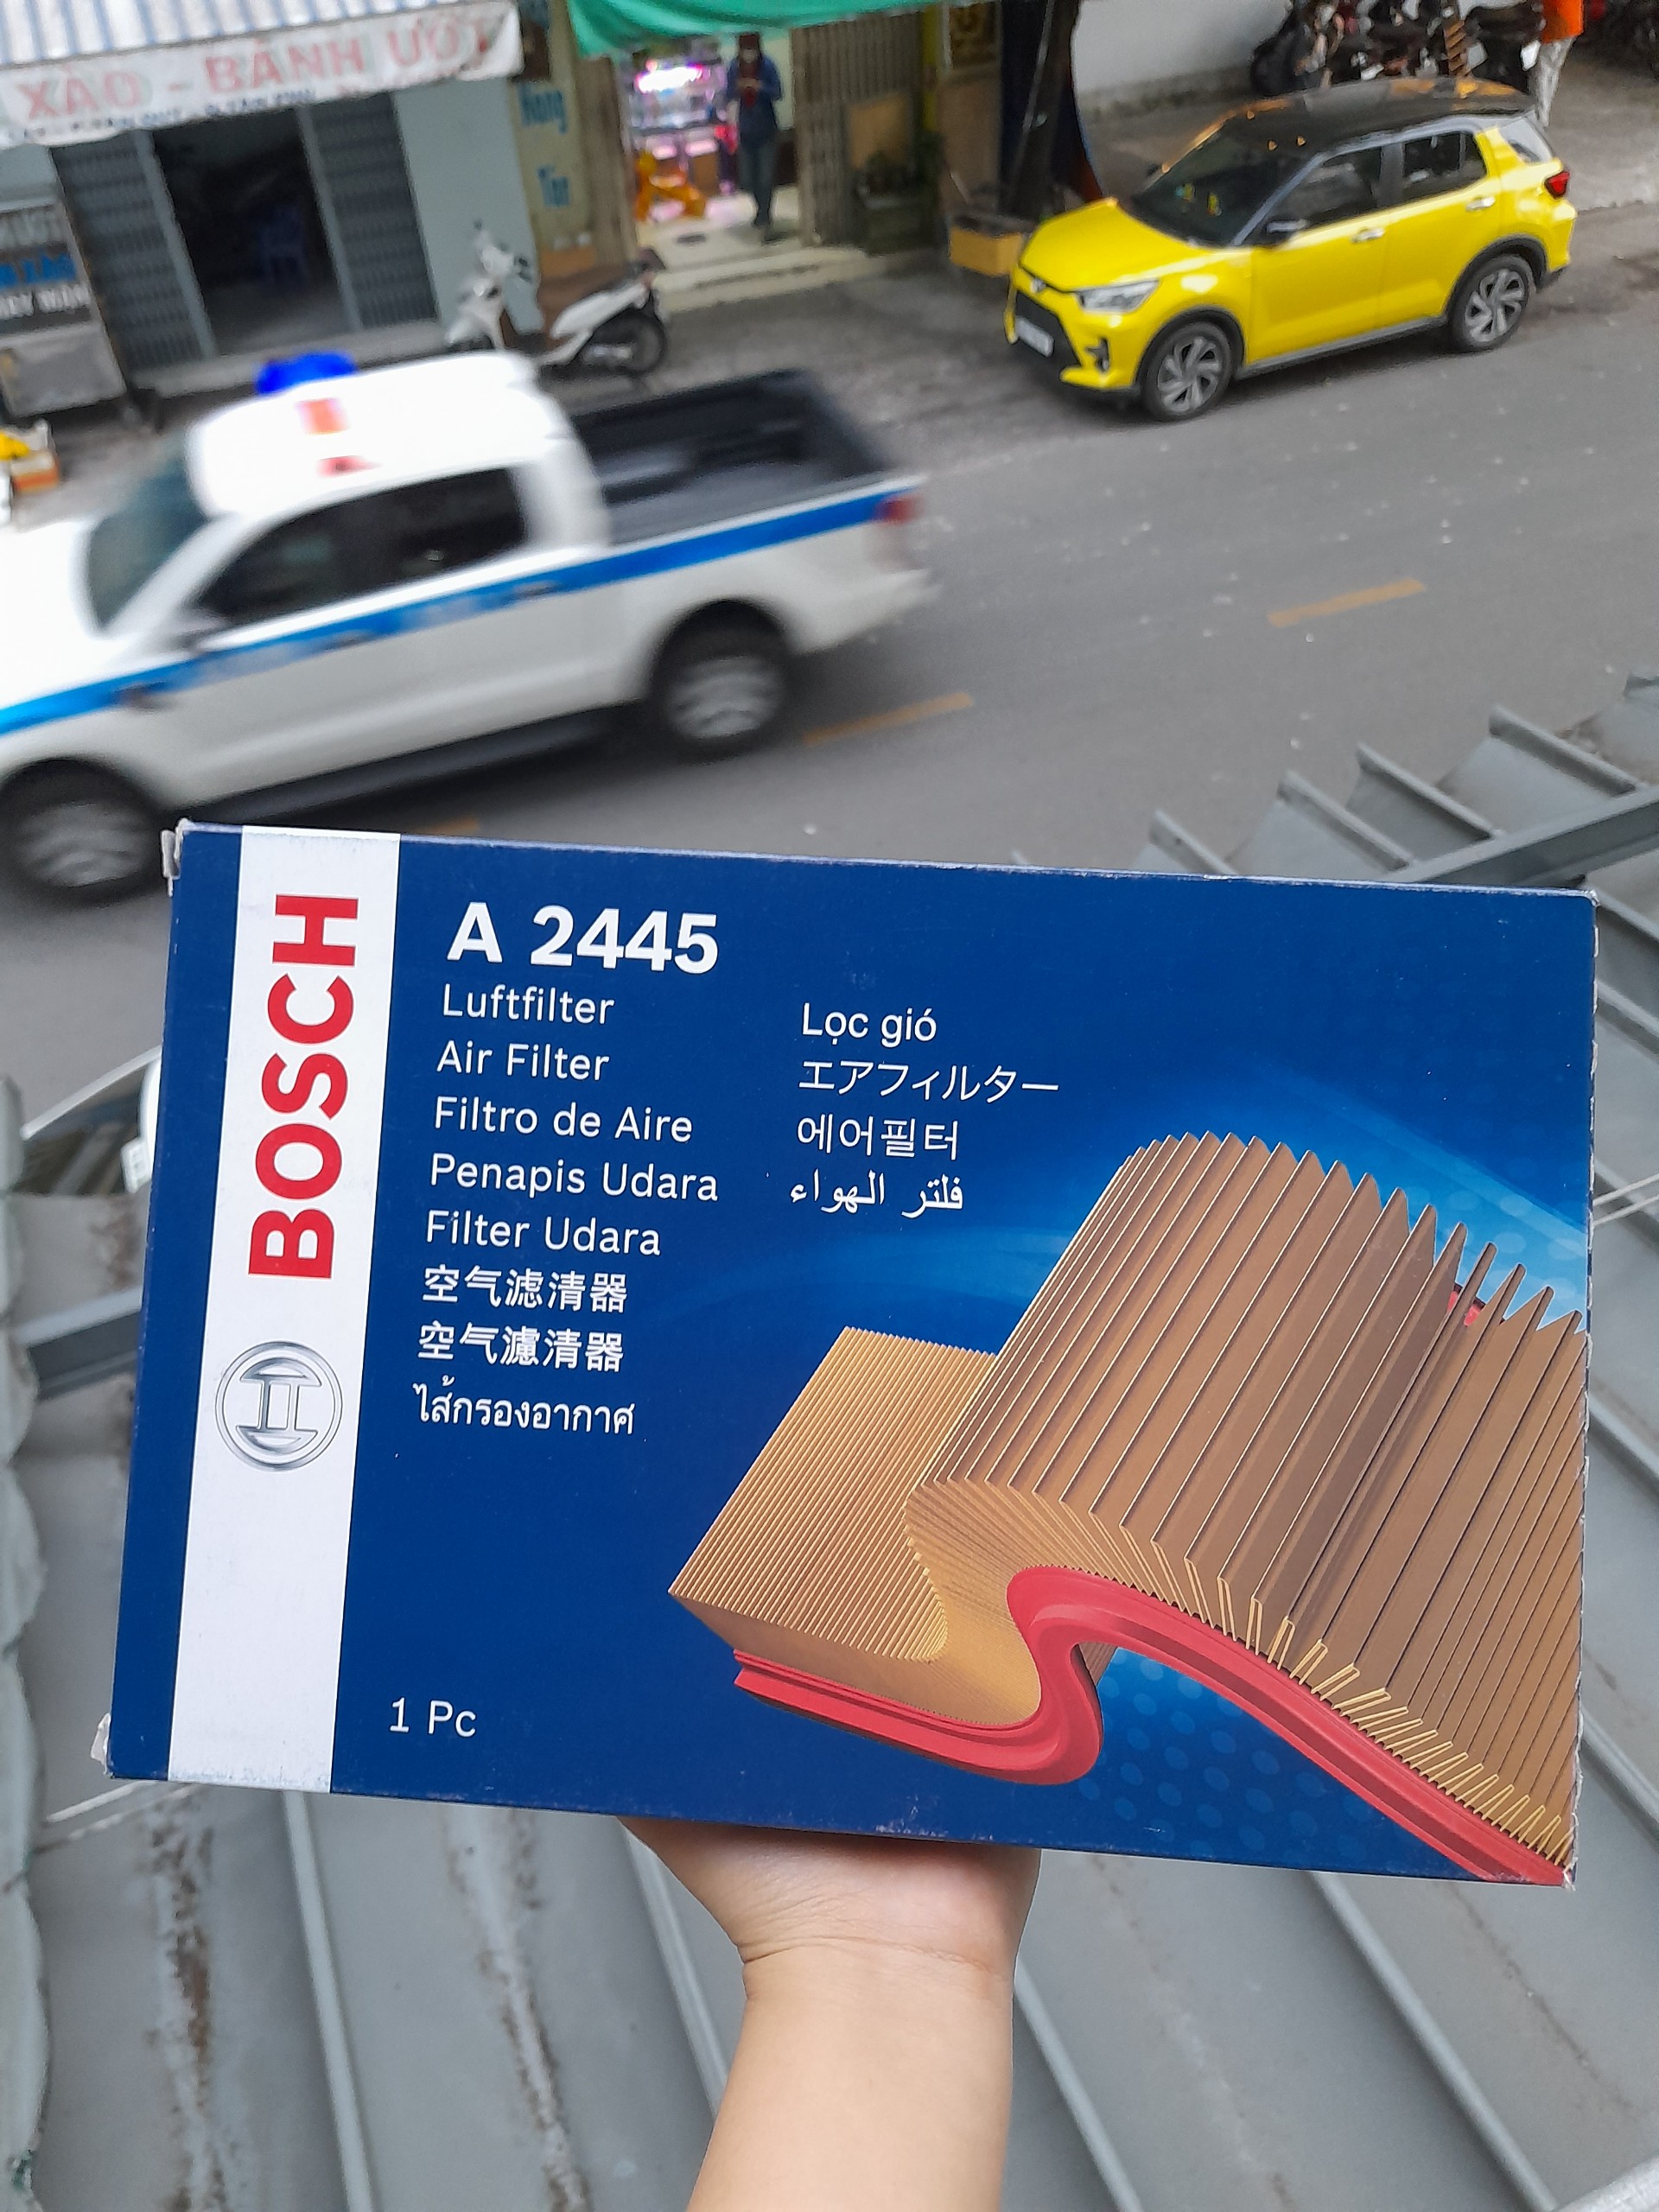 XÀO - BÁNH ƯỚT
BOSCH
A 2445
Luftfilter
Air Filter
Filtro de Aire
Penapis Udara
Filter Udara
空气滤清器
空气濾清器
ไส้กรองอากาศ
Lọc gió
エアフィルター
에어필터
فلتر الهواء
1 Pc